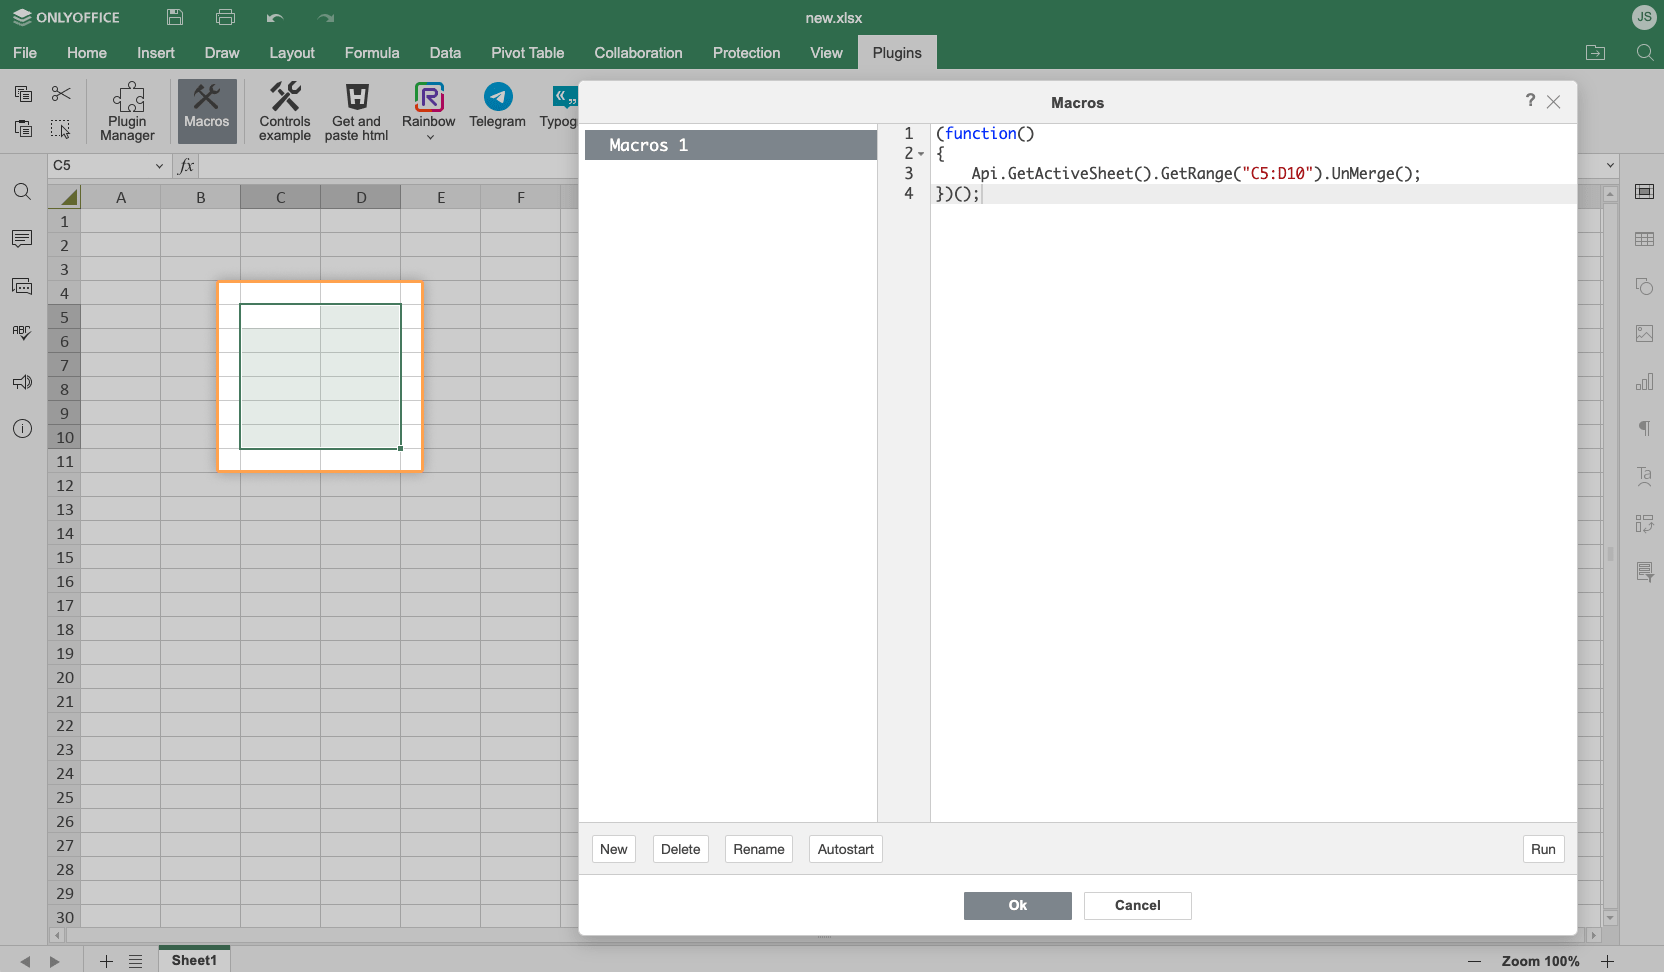 ONLYOFFICE
new.xlsx
JS
File Home Insert Draw Layout Formula Data Pivot Table Collaboration Protection View Plugins
Plugin Manager
Macros
Controls example
Get and paste html
Rainbow
Telegram
Typog
C5
fx
A B C D E F
1
2
3
4
5
6
7
8
9
10
11
12
13
14
15
16
17
18
19
20
21
22
23
24
25
26
27
28
29
30
Macros
?
Macros 1
1 (function()
2 {
3 Api.GetActiveSheet().GetRange("C5:D10").UnMerge();
4 })();
New Delete Rename Autostart Run
Ok Cancel
ABC
Ta
Sheet1
Zoom 100%